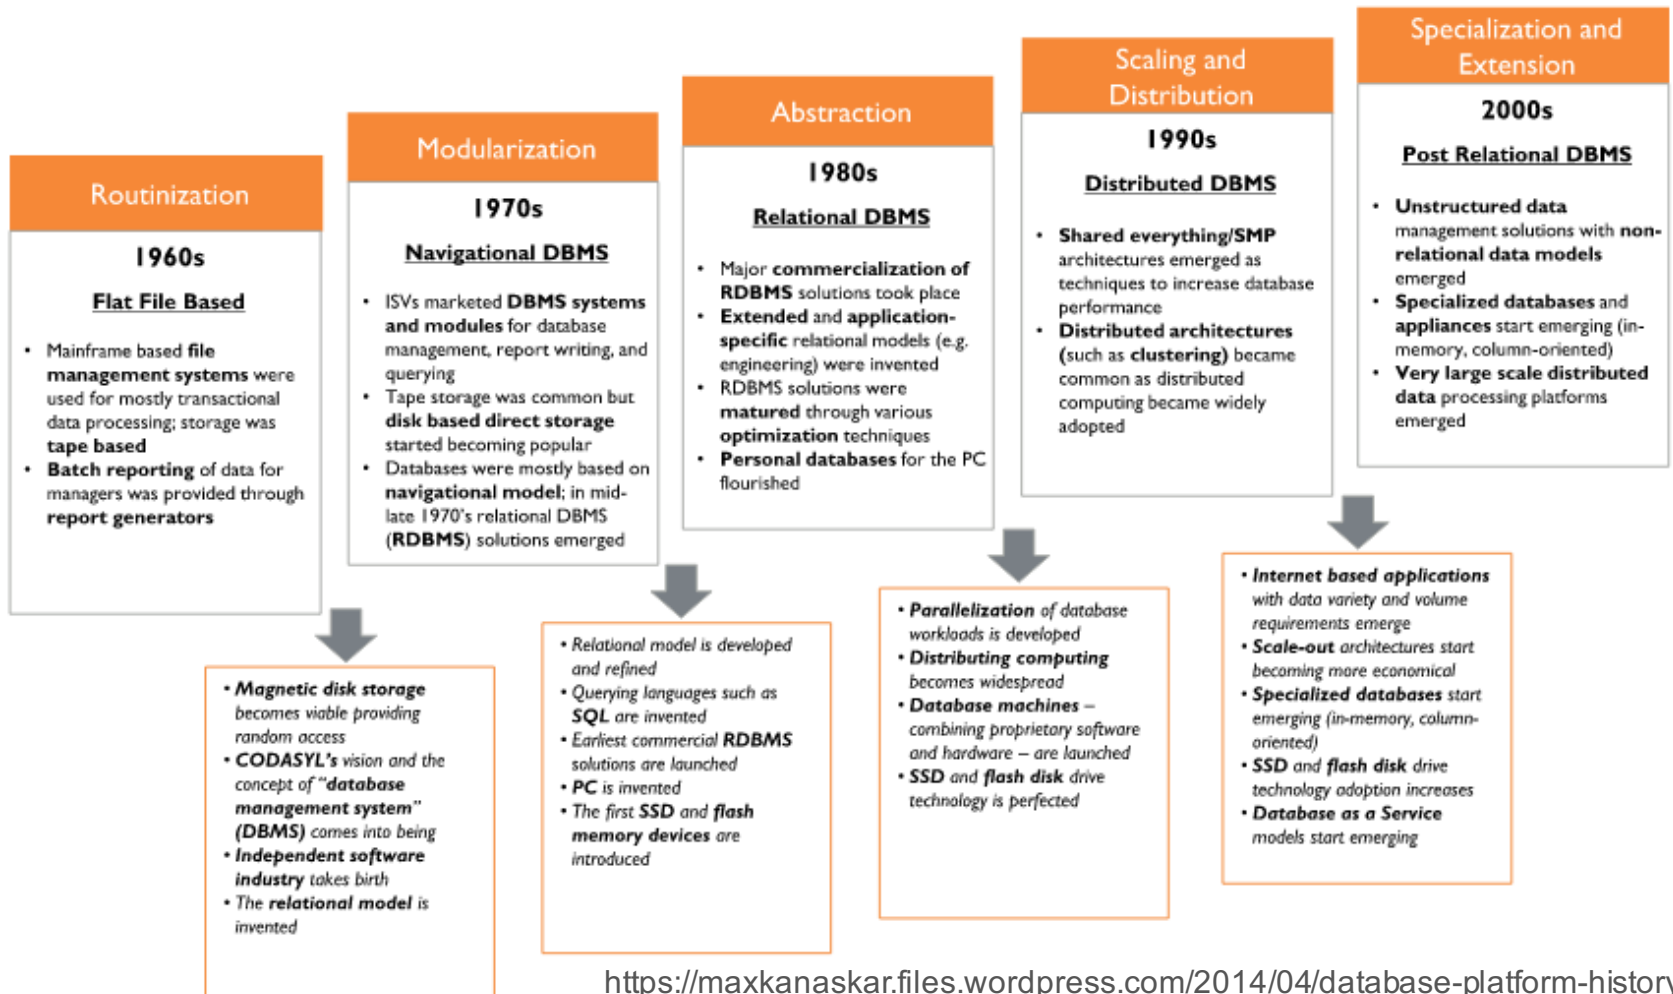 Routinization
1960s
Flat File Based
• Mainframe based file
management systems were
used for mostly transactional
data processing; storage was
tape based
• Batch reporting of data for
managers was provided through
report generators
Modularization
1970s
Navigational DBMS
• ISVs marketed DBMS systems
and modules for database
management, report writing, and
querying
• Tape storage was common but
disk based direct storage
started becoming popular
• Databases were mostly based on
navigational model; in mid-
late 1970's relational DBMS
(RDBMS) solutions emerged
Abstraction
1980s
Relational DBMS
• Major commercialization of
RDBMS solutions took place
• Extended and application-
specific relational models (e.g.
engineering) were invented
• RDBMS solutions were
matured through various
optimization techniques
• Personal databases for the PC
flourished
Scaling and
Distribution
1990s
Distributed DBMS
• Shared everything/SMP
architectures emerged as
techniques to increase database
performance
• Distributed architectures
(such as clustering) became
common as distributed
computing became widely
adopted
Specialization and
Extension
2000s
Post Relational DBMS
• Unstructured data
management solutions with non-
relational data models
emerged
• Specialized databases and
appliances start emerging (in-
memory, column-oriented)
• Very large scale distributed
data processing platforms
emerged
• Magnetic disk storage
becomes viable providing
random access
• CODASYL's vision and the
concept of "database
management system"
(DBMS) comes into being
• Independent software
industry takes birth
• The relational model is
invented
• Relational model is developed
and refined
• Querying languages such as
SQL are invented
• Earliest commercial RDBMS
solutions are launched
• PC is invented
• The first SSD and flash
memory devices are
introduced
• Parallelization of database
workloads is developed
• Distributing computing
becomes widespread
• Database machines –
combining proprietary software
and hardware – are launched
• SSD and flash disk drive
technology is perfected
• Internet based applications
with data variety and volume
requirements emerge
• Scale-out architectures start
becoming more economical
• Specialized databases start
emerging (in-memory, column-
oriented)
• SSD and flash disk drive
technology adoption increases
• Database as a Service
models start emerging
https://maxkanaskar.files.wordpress.com/2014/04/database-platform-history